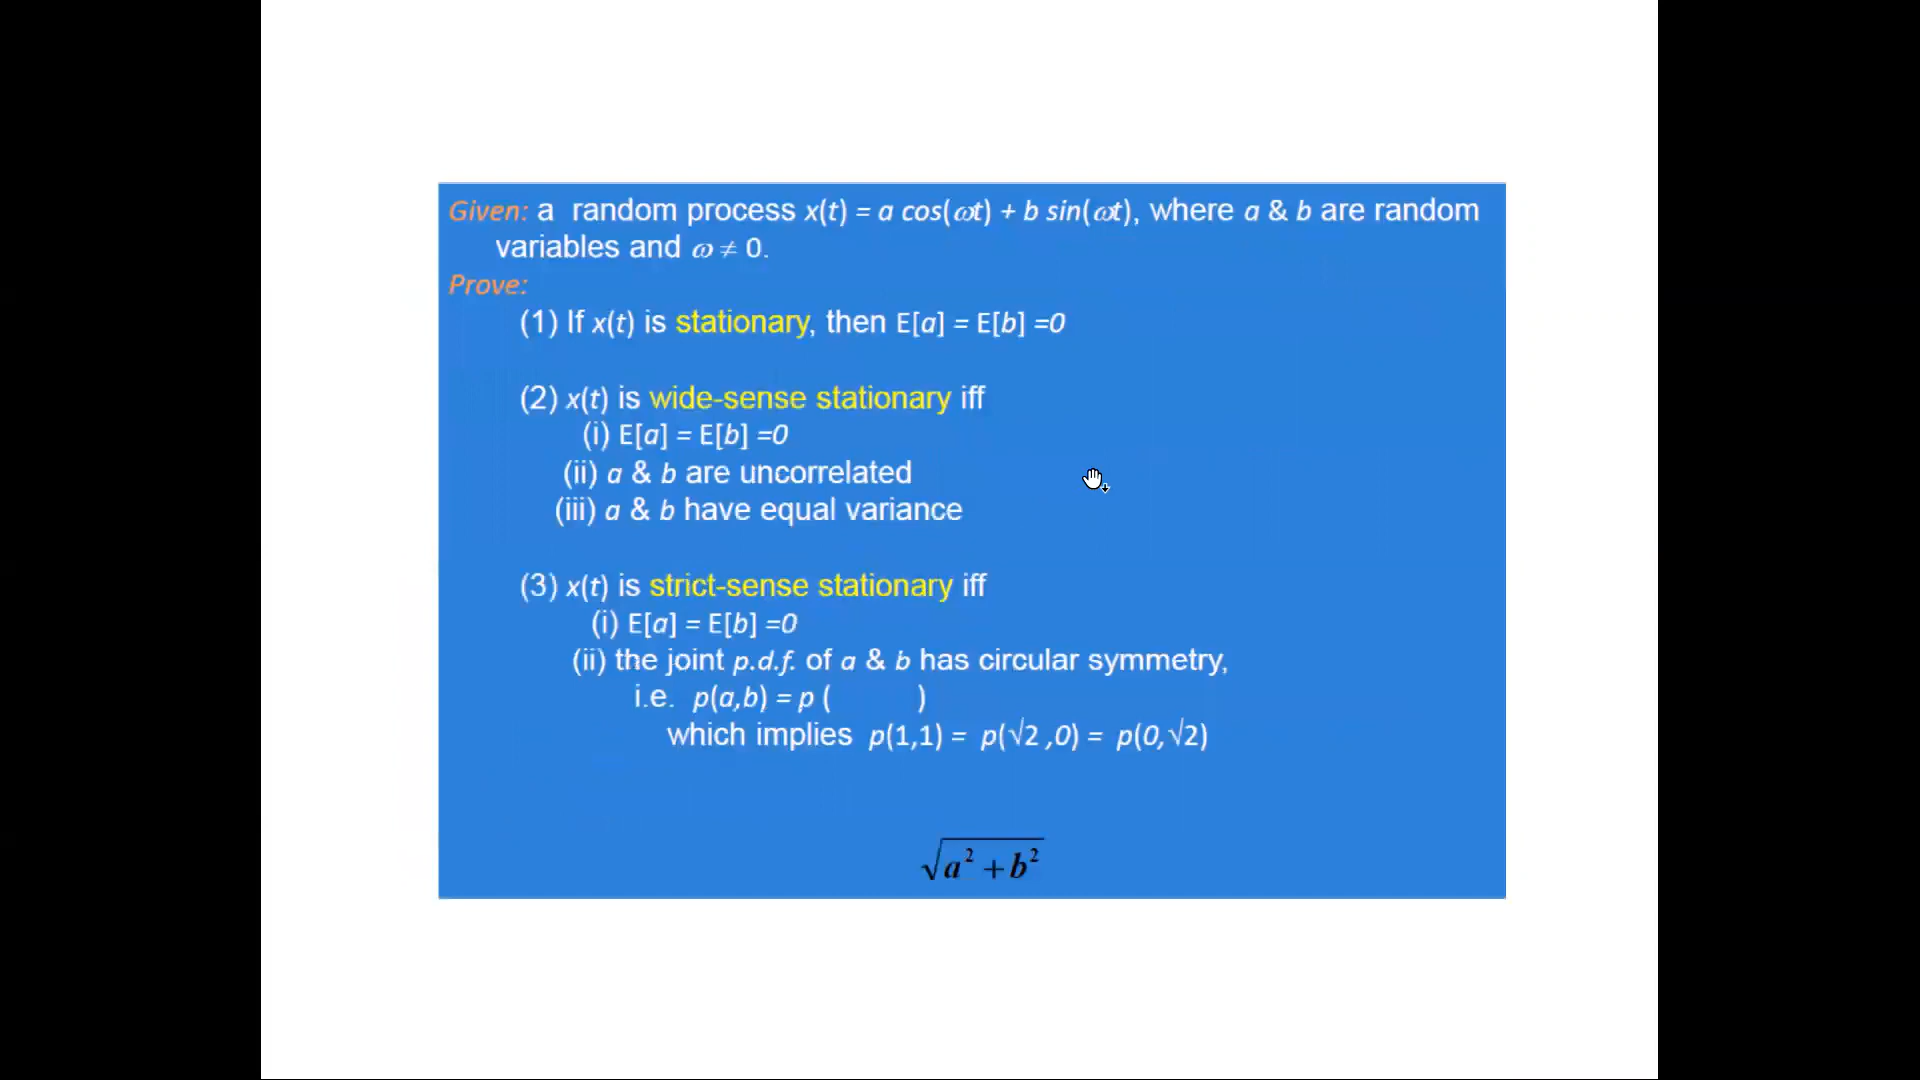 Given: a random process x(t) = a cos(ωt) + b sin(ωt), where a & b are random
variables and ω ≠ 0.
Prove:
(1) If x(t) is stationary, then E[a] = E[b] =0
(2) x(t) is wide-sense stationary iff
(i) E[a] = E[b] =0
(ii) a & b are uncorrelated
(iii) a & b have equal variance
(3) x(t) is strict-sense stationary iff
(i) E[a] = E[b] =0
(ii) the joint p.d.f. of a & b has circular symmetry,
i.e. p(a,b) = p ( )
which implies p(1,1) = p(√2 ,0) = p(0,√2)
√a² + b²